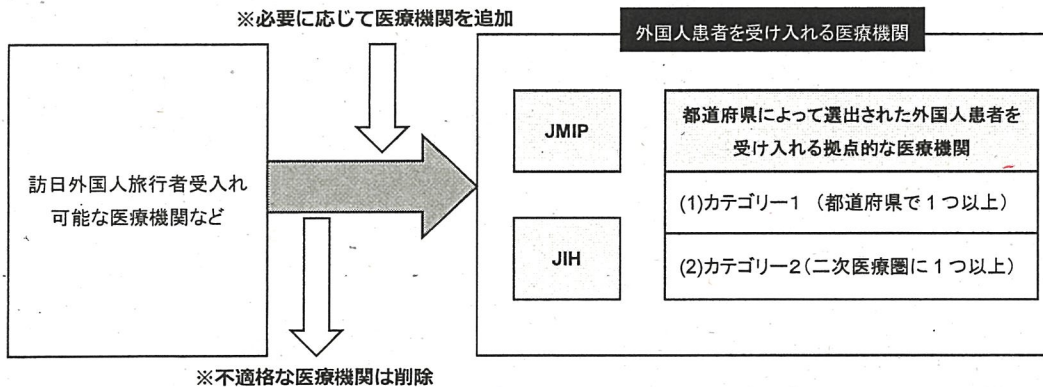 ※必要に応じて医療機関を追加
外国人患者を受け入れる医療機関
訪日外国人旅行者受入れ
可能な医療機関など
JMIP
JIH
都道府県によって選出された外国人患者を
受け入れる拠点的な医療機関
(1)カテゴリー1 (都道府県で1つ以上)
(2)カテゴリー2(二次医療圏に1つ以上)
※不適格な医療機関は削除